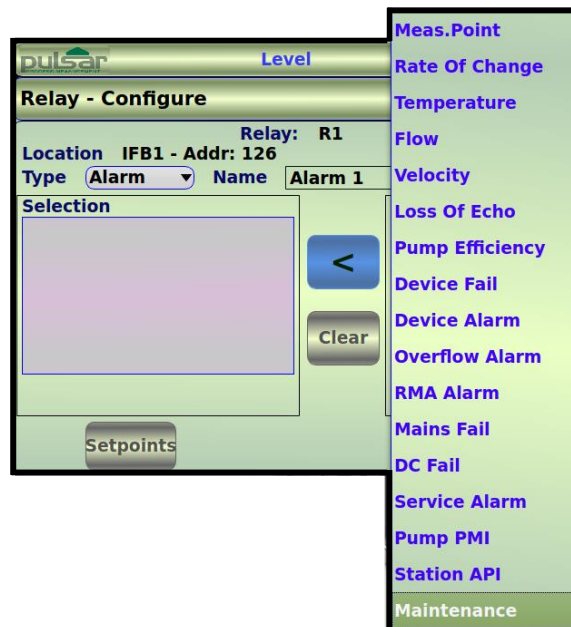 pulsar
Level
Relay - Configure
Relay: R1
Location IFB1 - Addr: 126
Type Alarm Name Alarm 1
Selection
<
Clear
Setpoints
Meas.Point
Rate Of Change
Temperature
Flow
Velocity
Loss Of Echo
Pump Efficiency
Device Fail
Device Alarm
Overflow Alarm
RMA Alarm
Mains Fail
DC Fail
Service Alarm
Pump PMI
Station API
Maintenance